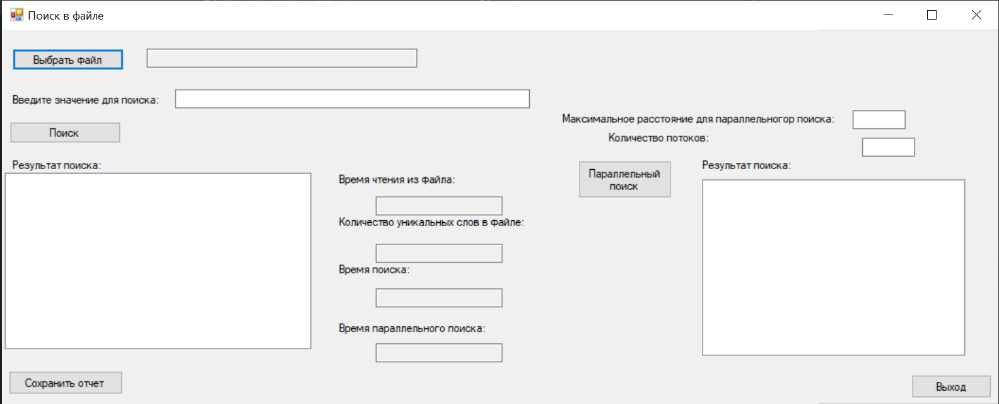 Поиск в файле
Выбрать файл
Введите значение для поиска:
Поиск
Результат поиска:
Время чтения из файла:
Количество уникальных слов в файле:
Время поиска:
Время параллельного поиска:
Сохранить отчет
Максимальное расстояние для параллельногор поиска:
Количество потоков:
Параллельный
поиск
Результат поиска:
Выход